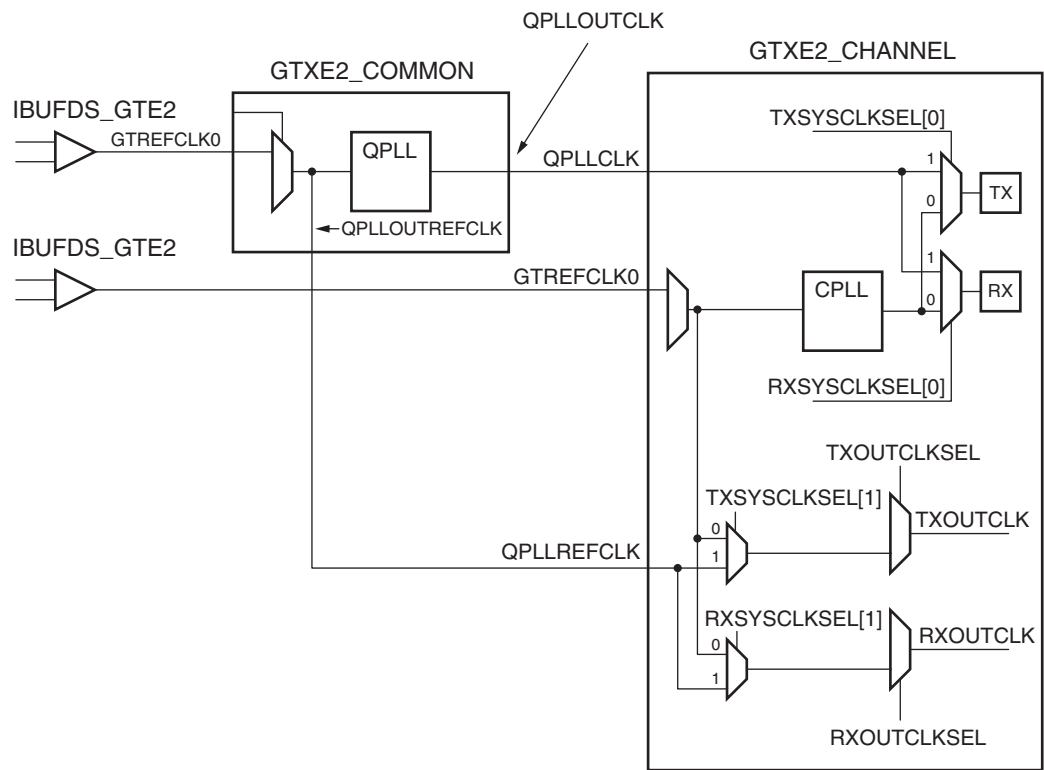 QPLLOUTCLK
GTXE2_COMMON
GTXE2_CHANNEL
IBUFDS_GTE2
GTREFCLK0
QPLL
QPLLCLK
TXSYSCLKSEL[0]
1
0
TX
QPLLOUTREFCLK
IBUFDS_GTE2
GTREFCLK0
CPLL
1
0
RX
RXSYSCLKSEL[0]
TXOUTCLKSEL
TXSYSCLKSEL[1]
0
1
TXOUTCLK
QPLLREFCLK
RXSYSCLKSEL[1]
0
1
RXOUTCLK
RXOUTCLKSEL